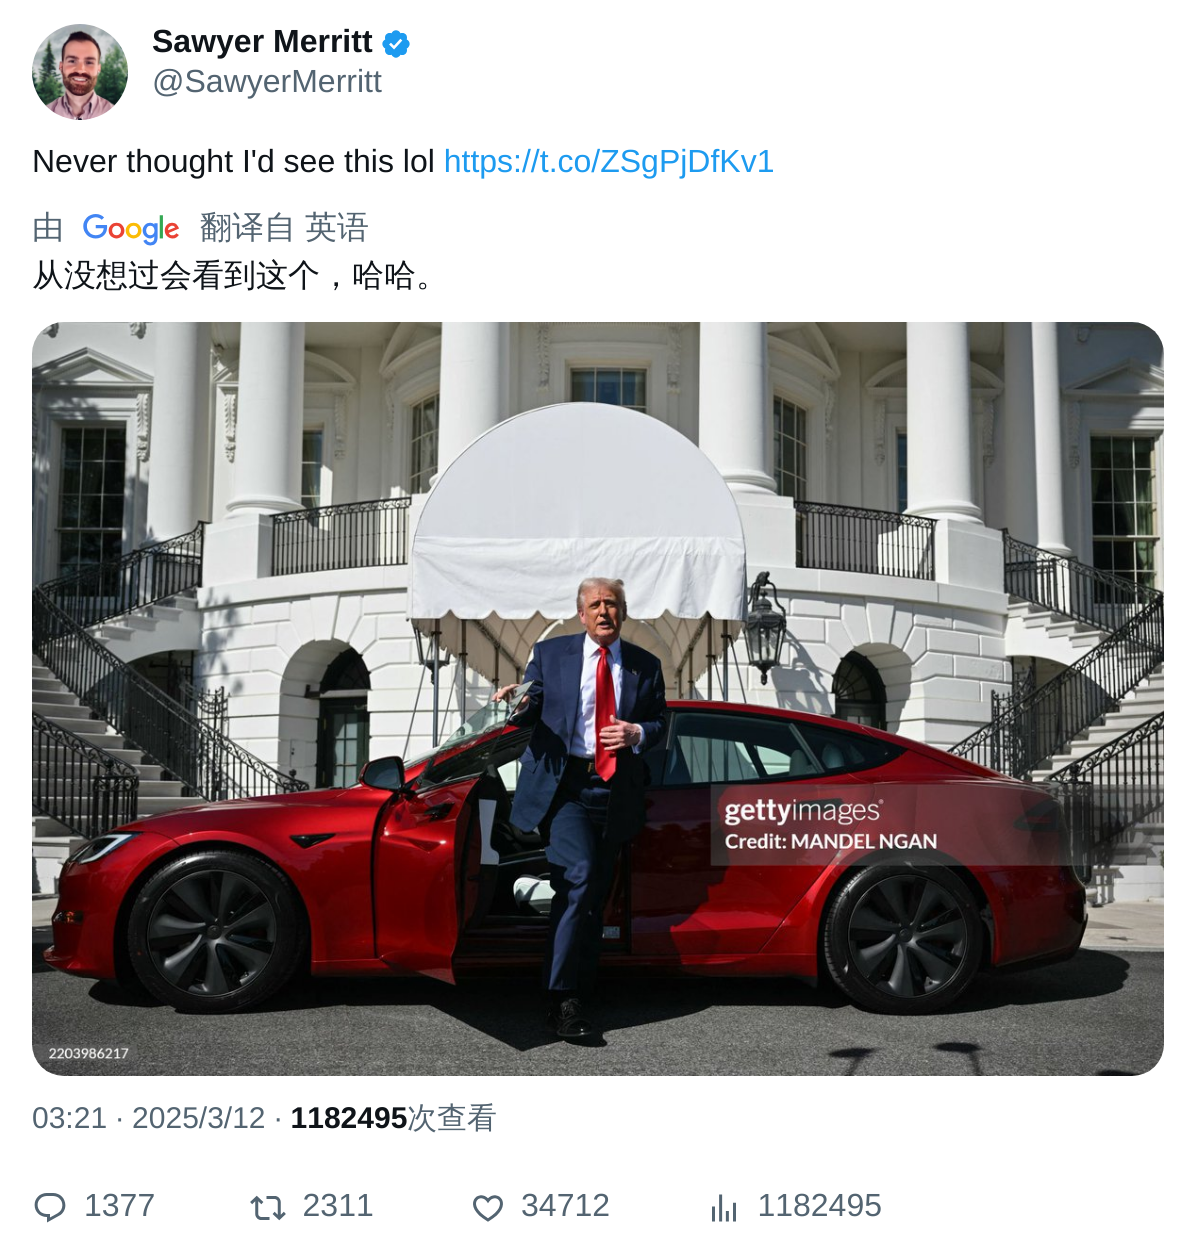 Sawyer Merritt
@SawyerMerritt
Never thought I'd see this lol https://t.co/ZSgPjDfKv1
由 Google 翻译自 英语
从没想过会看到这个，哈哈。
gettyimages®
Credit: MANDEL NGAN
2203986217
03:21 · 2025/3/12 · 1182495次查看
1377 2311 34712 1182495